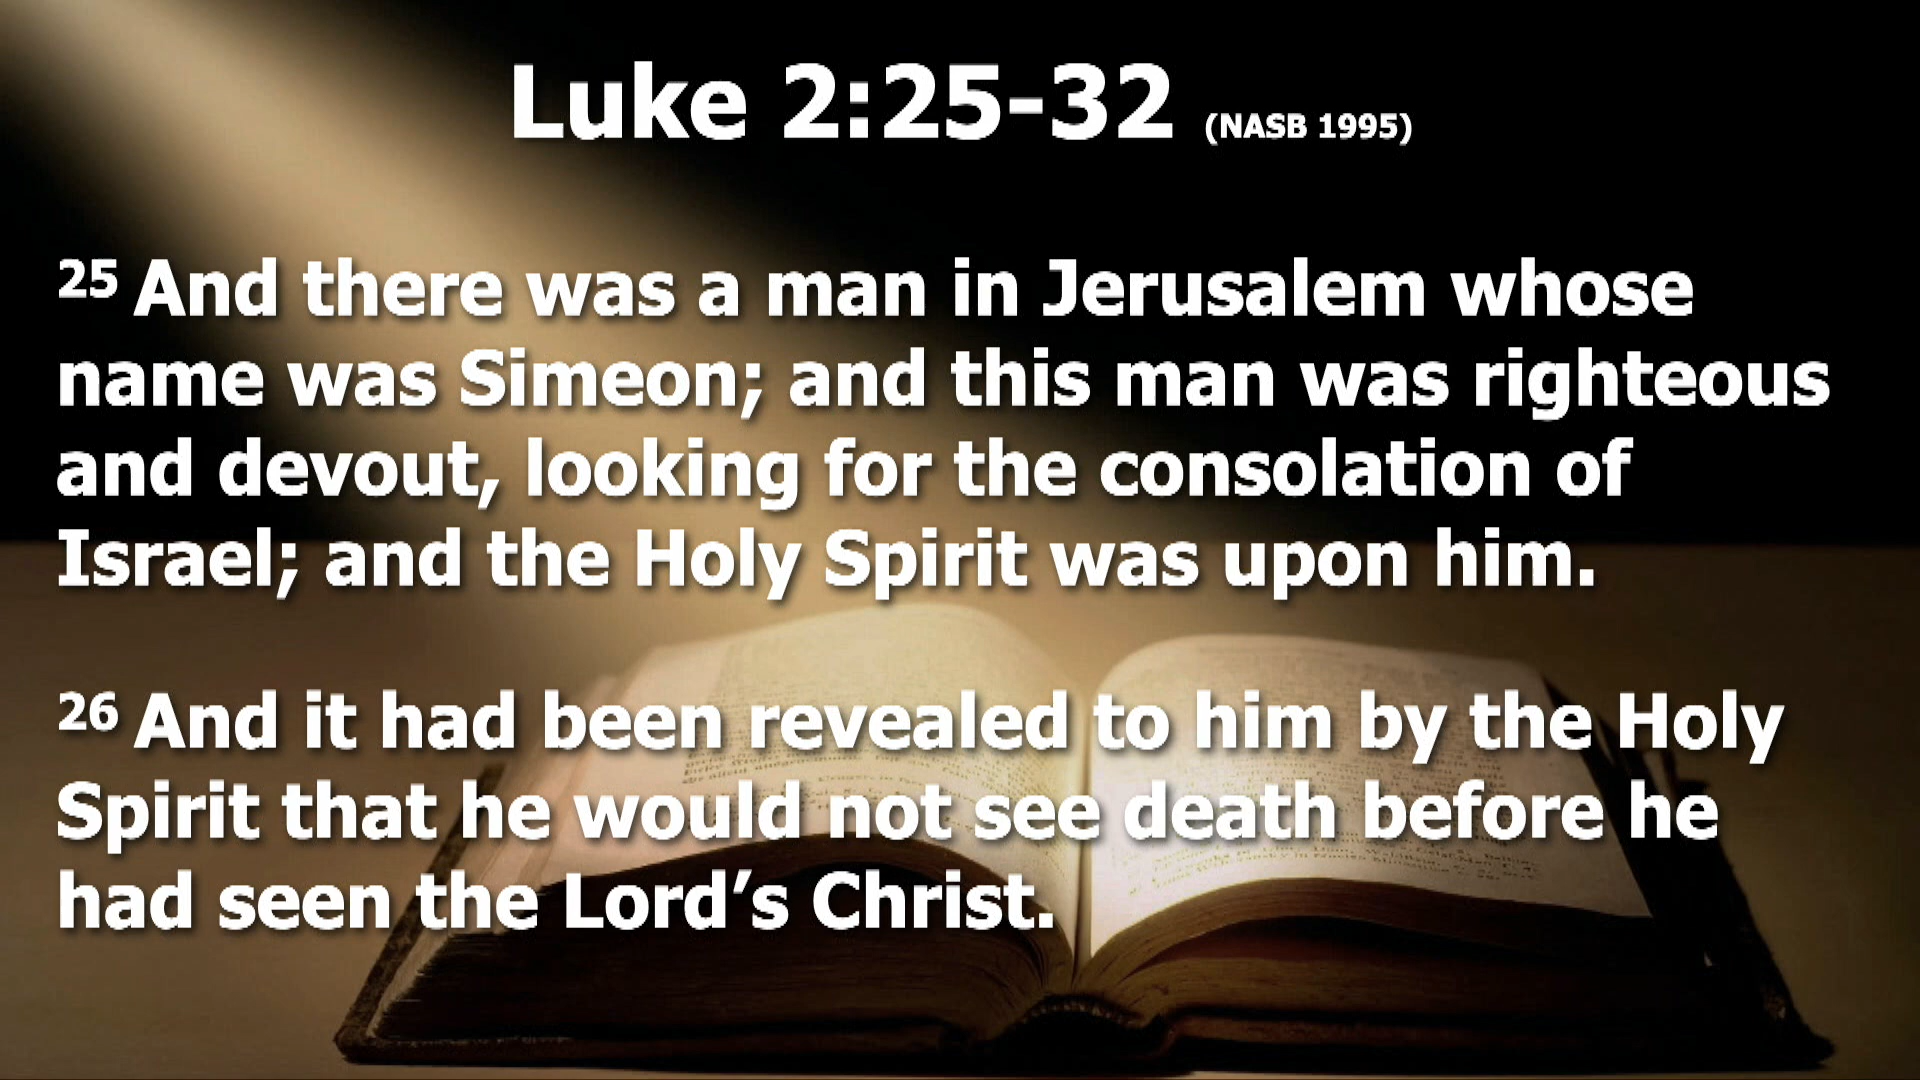 Luke 2:25-32 (NASB 1995)
25 And there was a man in Jerusalem whose
name was Simeon; and this man was righteous
and devout, looking for the consolation of
Israel; and the Holy Spirit was upon him.
26 And it had been revealed to him by the Holy
Spirit that he would not see death before he
had seen the Lord’s Christ.